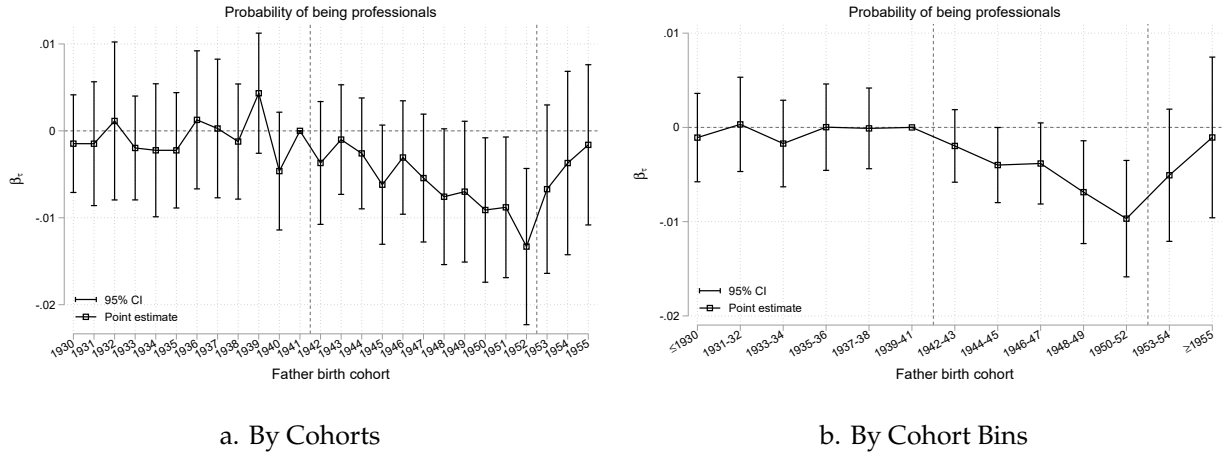 Probability of being professionals
.01
0
-.01
-.02
βτ
95% CI
Point estimate
1930 1931 1932 1933 1934 1935 1936 1937 1938 1939 1940 1941 1942 1943 1944 1945 1946 1947 1948 1949 1950 1951 1952 1953 1954 1955
Father birth cohort
a. By Cohorts
Probability of being professionals
.01
0
-.01
-.02
βτ
95% CI
Point estimate
≤1930 1931-32 1933-34 1935-36 1937-38 1939-41 1942-43 1944-45 1946-47 1948-49 1950-52 1953-54 ≥1955
Father birth cohort
b. By Cohort Bins